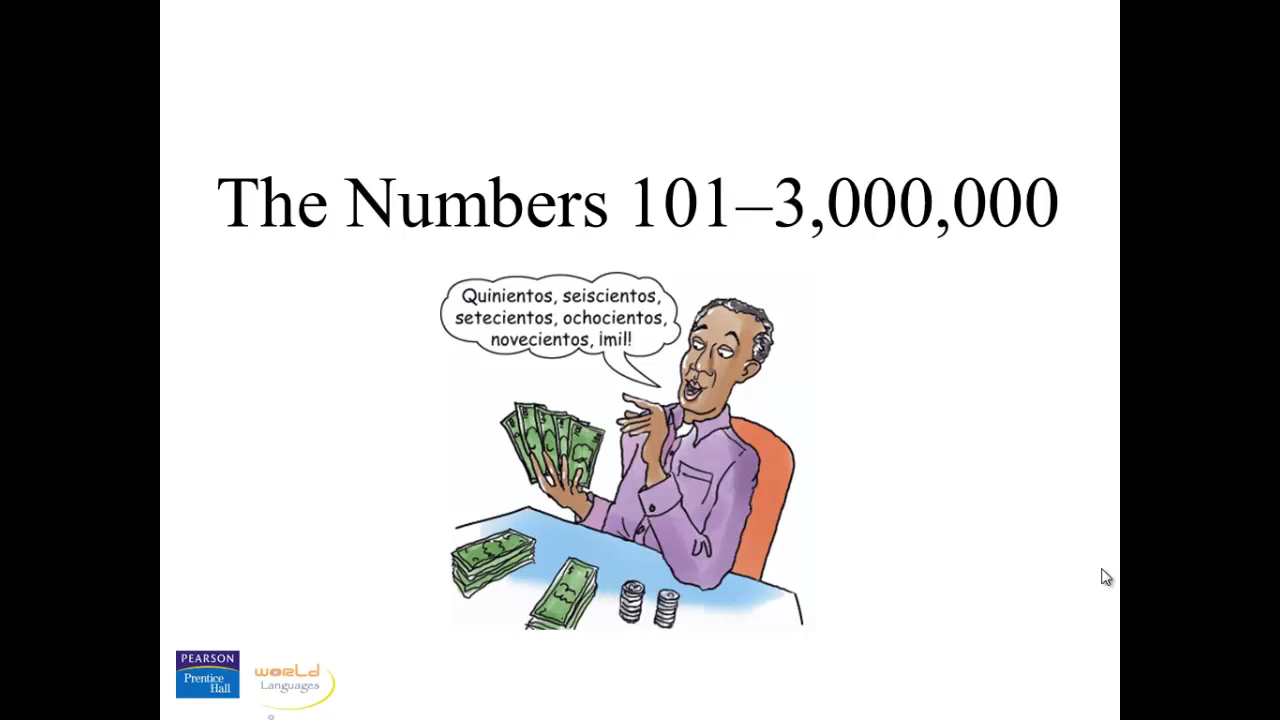 The Numbers 101–3,000,000
Quinientos, seiscientos,
setecientos, ochocientos,
novecientos, ¡mil!
PEARSON
Prentice
Hall
WORLD
Languages